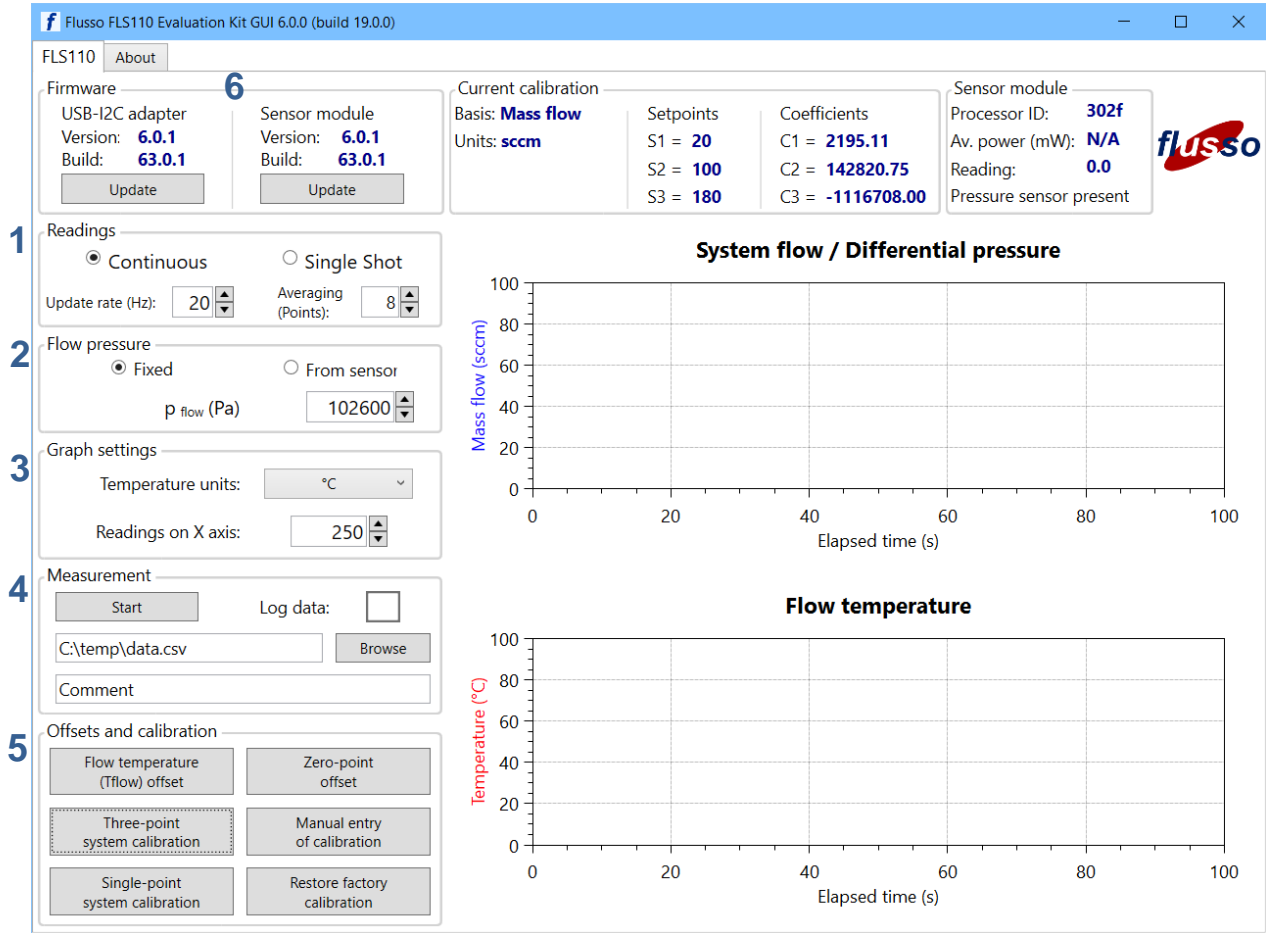 Flusso FLS110 Evaluation Kit GUI 6.0.0 (build 19.0.0)
FLS110 About
6
Firmware
USB-I2C adapter
Version: 6.0.1
Build: 63.0.1
Update
Sensor module
Version: 6.0.1
Build: 63.0.1
Update
Current calibration
Basis: Mass flow
Units: sccm
Setpoints
S1 = 20
S2 = 100
S3 = 180
Coefficients
C1 = 2195.11
C2 = 142820.75
C3 = -1116708.00
Sensor module
Processor ID: 302f
Av. power (mW): N/A
Reading: 0.0
Pressure sensor present
flusso
1
Readings
Continuous Single Shot
Update rate (Hz): 20
Averaging
(Points): 8
2
Flow pressure
Fixed From sensor
p flow (Pa) 102600
3
Graph settings
Temperature units: °C
Readings on X axis: 250
4
Measurement
Start Log data:
C:\temp\data.csv Browse
Comment
5
Offsets and calibration
Flow temperature
(Tflow) offset
Zero-point
offset
Three-point
system calibration
Manual entry
of calibration
Single-point
system calibration
Restore factory
calibration
System flow / Differential pressure
Mass flow (sccm)
100
80
60
40
20
0
0 20 40 60 80 100
Elapsed time (s)
Flow temperature
Temperature (°C)
100
80
60
40
20
0
0 20 40 60 80 100
Elapsed time (s)